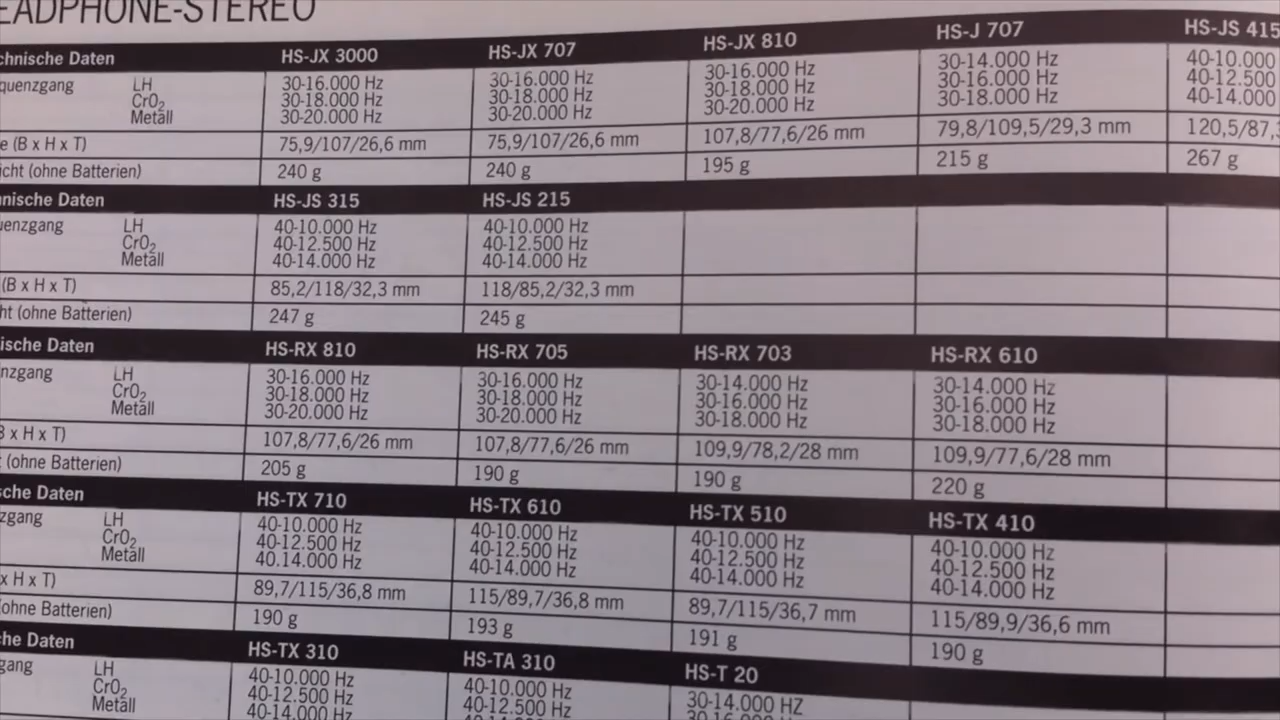 EADPHONE-STEREO
chnische Daten HS-JX 3000 HS-JX 707 HS-JX 810 HS-J 707 HS-JS 415
quenzgang LH 30-16.000 Hz 30-16.000 Hz 30-16.000 Hz 30-14.000 Hz 40-10.000
CrO2 30-18.000 Hz 30-18.000 Hz 30-18.000 Hz 30-16.000 Hz 40-12.500
Metall 30-20.000 Hz 30-20.000 Hz 30-20.000 Hz 30-18.000 Hz 40-14.000
e (B x H x T) 75,9/107/26,6 mm 75,9/107/26,6 mm 107,8/77,6/26 mm 79,8/109,5/29,3 mm 120,5/87,
icht (ohne Batterien) 240 g 240 g 195 g 215 g 267 g
nische Daten HS-JS 315 HS-JS 215
uenzgang LH 40-10.000 Hz 40-10.000 Hz
CrO2 40-12.500 Hz 40-12.500 Hz
Metall 40-14.000 Hz 40-14.000 Hz
(B x H x T) 85,2/118/32,3 mm 118/85,2/32,3 mm
ht (ohne Batterien) 247 g 245 g
ische Daten HS-RX 810 HS-RX 705 HS-RX 703 HS-RX 610
nzgang LH 30-16.000 Hz 30-16.000 Hz 30-14.000 Hz 30-14.000 Hz
CrO2 30-18.000 Hz 30-18.000 Hz 30-16.000 Hz 30-16.000 Hz
Metall 30-20.000 Hz 30-20.000 Hz 30-18.000 Hz 30-18.000 Hz
B x H x T) 107,8/77,6/26 mm 107,8/77,6/26 mm 109,9/78,2/28 mm 109,9/77,6/28 mm
(ohne Batterien) 205 g 190 g 190 g 220 g
sche Daten HS-TX 710 HS-TX 610 HS-TX 510 HS-TX 410
zgang LH 40-10.000 Hz 40-10.000 Hz 40-10.000 Hz 40-10.000 Hz
CrO2 40-12.500 Hz 40-12.500 Hz 40-12.500 Hz 40-12.500 Hz
Metall 40.14.000 Hz 40-14.000 Hz 40-14.000 Hz 40-14.000 Hz
x H x T) 89,7/115/36,8 mm 115/89,7/36,8 mm 89,7/115/36,7 mm 115/89,9/36,6 mm
ohne Batterien) 190 g 193 g 191 g 190 g
che Daten HS-TX 310 HS-TA 310 HS-T 20
gang LH 40-10.000 Hz 40-10.000 Hz 30-14.000 HZ
CrO2 40-12.500 Hz 40-12.500 Hz
Metall 40-14.000 Hz